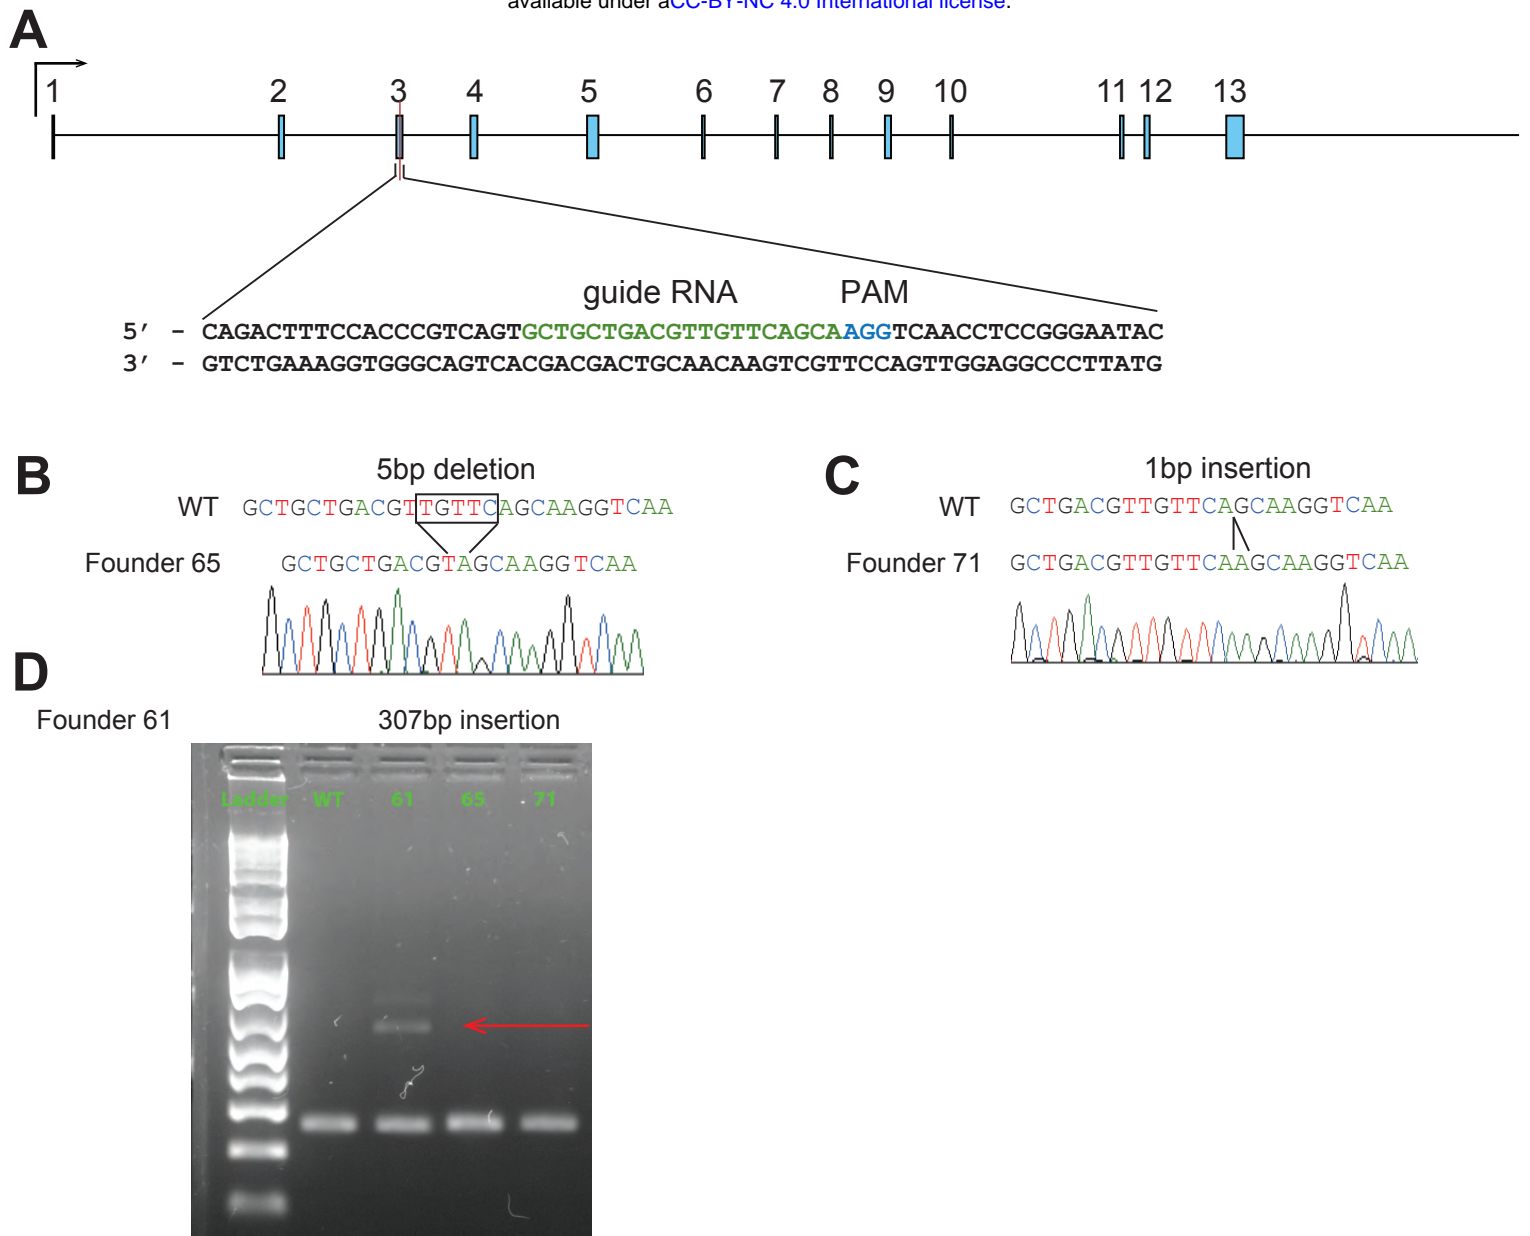 available under aCC-BY-NC 4.0 International license.
A
1 2 3 4 5 6 7 8 9 10 11 12 13
guide RNA PAM
5′ - CAGACTTTCCACCCGTCAGTGCTGCTGACGTTGTTCAGCAAGGTCAACCTCCGGGAATAC
3′ - GTCTGAAAGGTGGGCAGTCACGACGACTGCAACAAGTCGTTCCAGTTGGAGGCCCTTATG
B
5bp deletion
WT GCTGCTGACGTTGTTCAGCAAGGTCAA
Founder 65 GCTGCTGACGTAGCAAGGTCAA
C
1bp insertion
WT GCTGACGTTGTTCAGCAAGGTCAA
Founder 71 GCTGACGTTGTTCAAGCAAGGTCAA
D
Founder 61 307bp insertion
Ladder WT 61 65 71